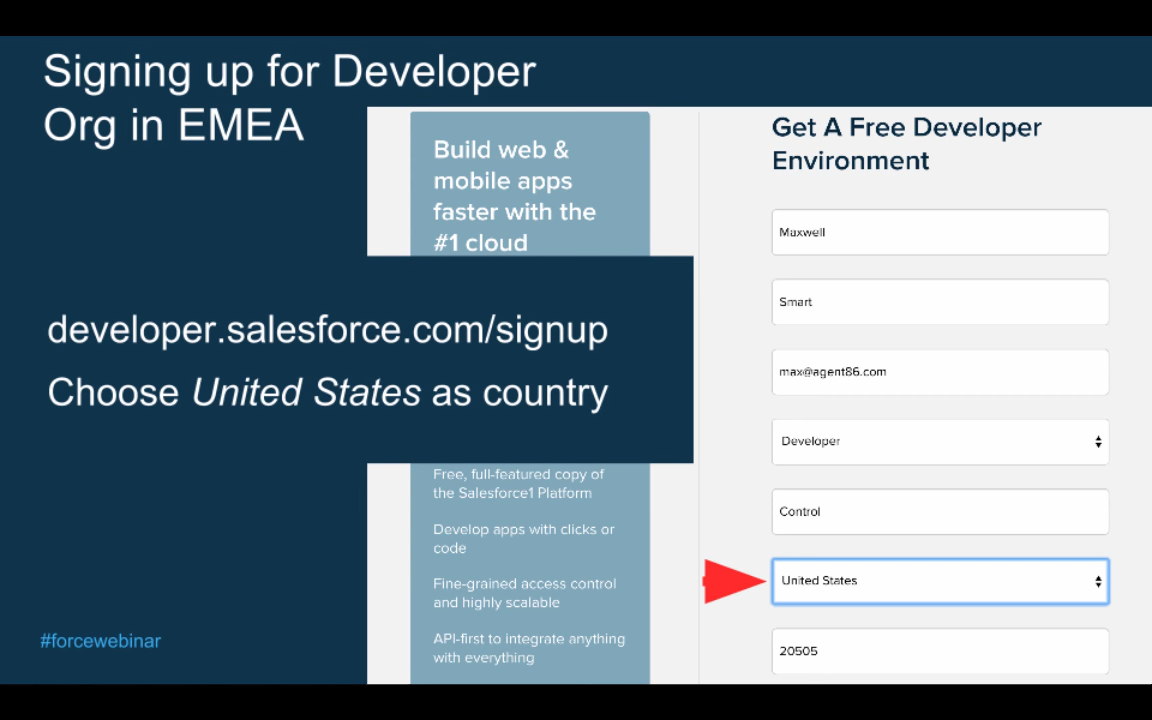 Signing up for Developer
Org in EMEA
developer.salesforce.com/signup
Choose United States as country
#forcewebinar
Build web &
mobile apps
faster with the
#1 cloud
Free, full-featured copy of
the Salesforce1 Platform
Develop apps with clicks or
code
Fine-grained access control
and highly scalable
API-first to integrate anything
with everything
Get A Free Developer
Environment
Maxwell
Smart
max@agent86.com
Developer
Control
United States
20505